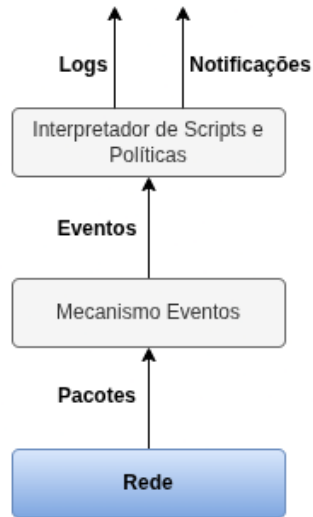 Logs
Notificações
Interpretador de Scripts e
Políticas
Eventos
Mecanismo Eventos
Pacotes
Rede